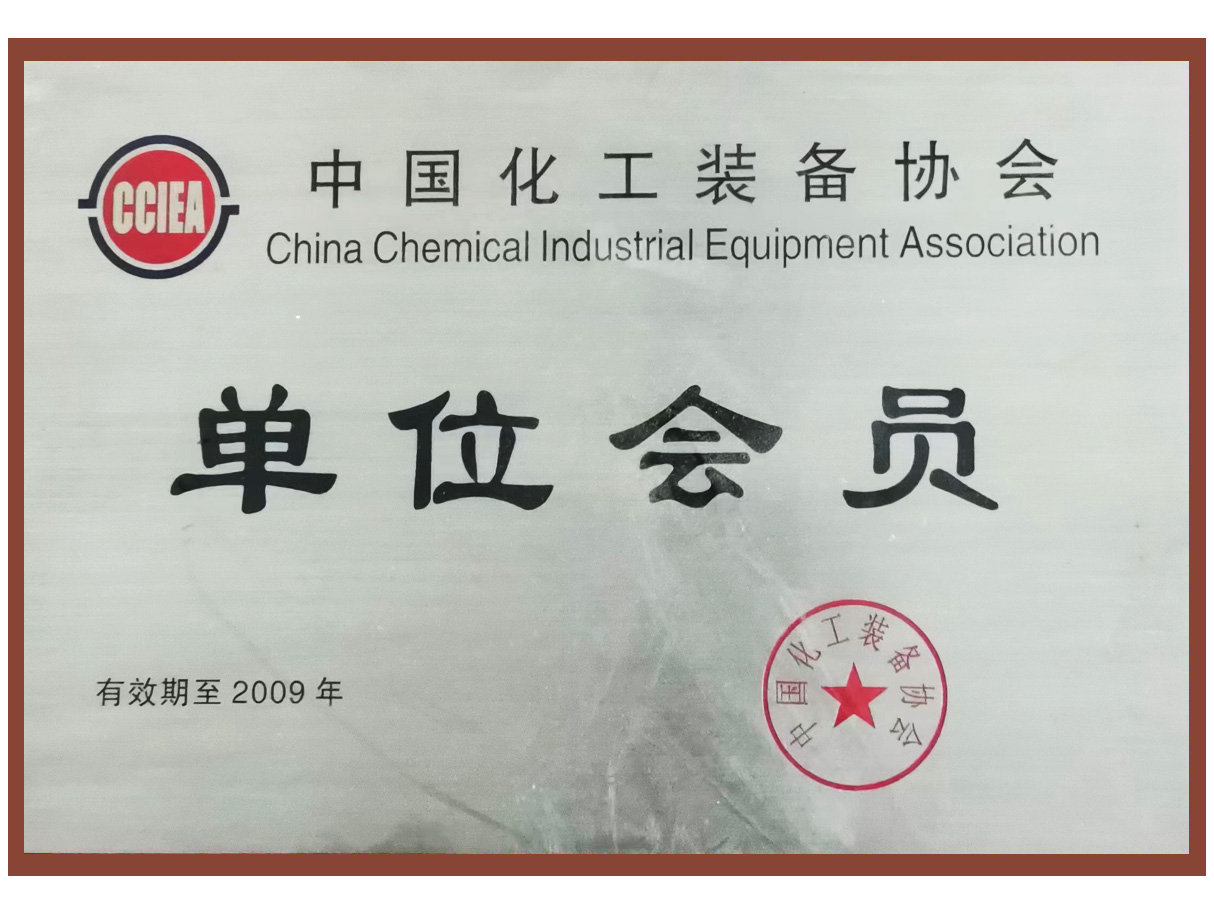 CCIEA
中国化工装备协会
China Chemical Industrial Equipment Association
单位会员
有效期至 2009 年
中国化工装备协会